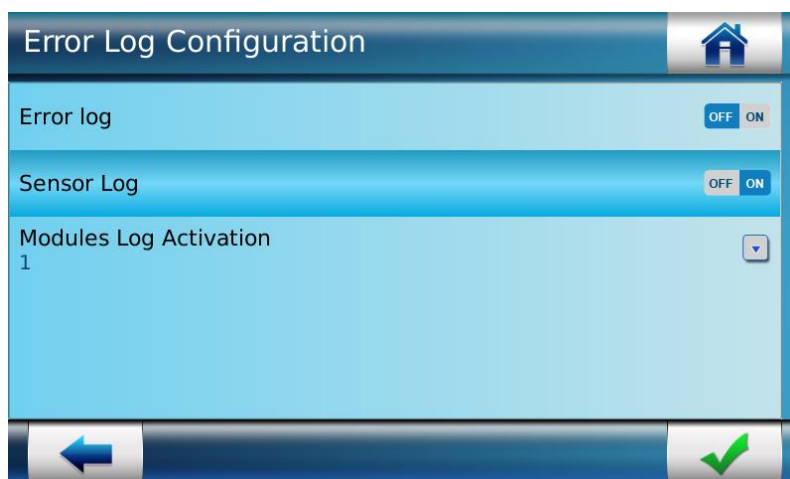 Error Log Configuration
Error log
OFF ON
Sensor Log
OFF ON
Modules Log Activation
1